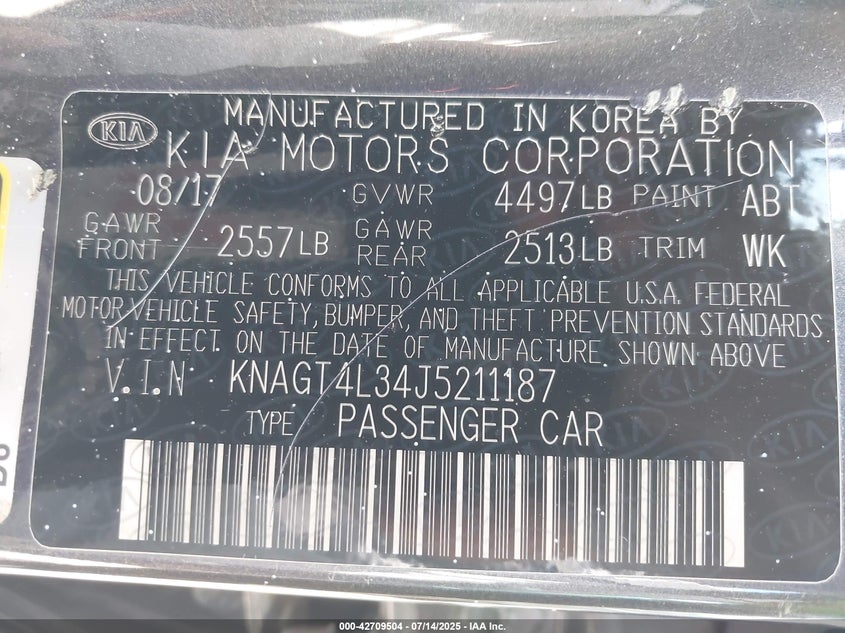 MANUFACTURED IN KOREA BY
KIA KIA MOTORS CORPORATION
08/17 GVWR 4497LB PAINT ABT
GAWR FRONT 2557LB GAWR REAR 2513LB TRIM WK
THIS VEHICLE CONFORMS TO ALL APPLICABLE U.S.A. FEDERAL
MOTOR VEHICLE SAFETY, BUMPER, AND THEFT PREVENTION STANDARDS
IN EFFECT ON THE DATE OF MANUFACTURE SHOWN ABOVE
V.I.N KNAGT4L34J5211187
TYPE PASSENGER CAR
000-42709504 - 07/14/2025 - IAA Inc.